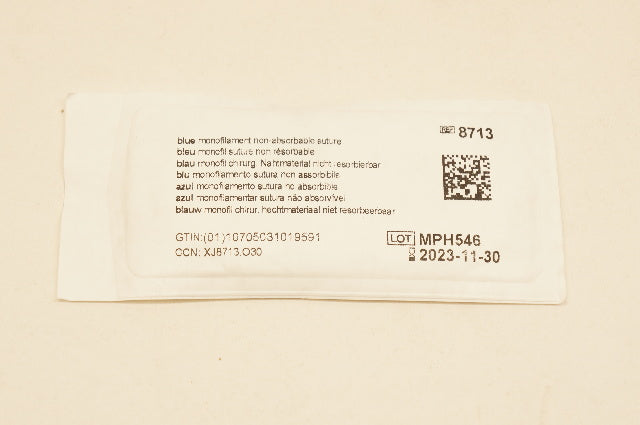 REF 8713
blue monofilament non-absorbable suture
bleu monofil suture non résorbable
blau monofil chirurg. Nahtmaterial nicht resorbierbar
blu monofilamento sutura non assorbibile
azul monofilamento sutura no absorbible
azul monofilamentar sutura não absorvível
blauw monofil chirur. hechtmateriaal niet resorbeerbaar
GTIN:(01)10705031019591
CCN: XJ8713.O30
LOT MPH546
2023-11-30